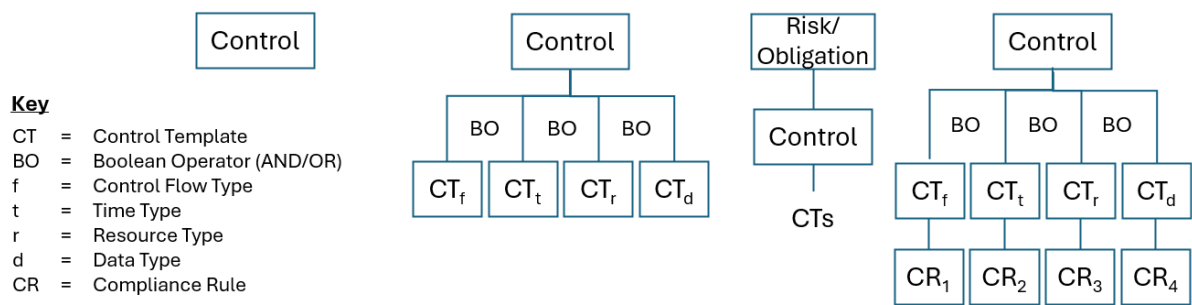 Control
Key
CT = Control Template
BO = Boolean Operator (AND/OR)
f = Control Flow Type
t = Time Type
r = Resource Type
d = Data Type
CR = Compliance Rule
Control
BO BO BO
CTf CTt CTr CTd
Risk/
Obligation
Control
CTs
Control
BO BO BO
CTf CTt CTr CTd
CR1 CR2 CR3 CR4